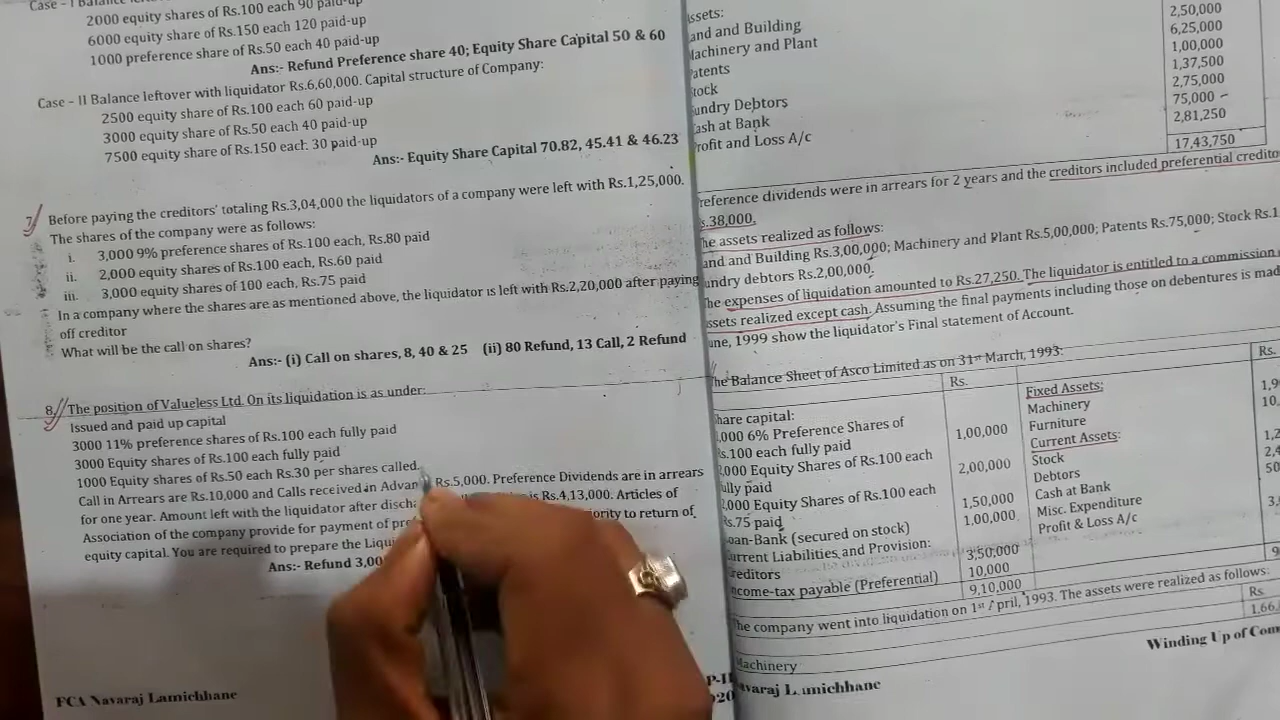 Case - I
2000 equity shares of Rs.100 each 90 paid-up
6000 equity share of Rs.150 each 120 paid-up
1000 preference share of Rs.50 each 40 paid-up
Ans:- Refund Preference share 40; Equity Share Capital 50 & 60
Case - II Balance leftover with liquidator Rs.6,60,000. Capital structure of Company:
2500 equity share of Rs.100 each 60 paid-up
3000 equity share of Rs.50 each 40 paid-up
7500 equity share of Rs.150 each 30 paid-up
Ans:- Equity Share Capital 70.82, 45.41 & 46.23
7. Before paying the creditors' totaling Rs.3,04,000 the liquidators of a company were left with Rs.1,25,000.
The shares of the company were as follows:
i. 3,000 9% preference shares of Rs.100 each, Rs.80 paid
ii. 2,000 equity shares of Rs.100 each, Rs.60 paid
iii. 3,000 equity shares of 100 each, Rs.75 paid
In a company where the shares are as mentioned above, the liquidator is left with Rs.2,20,000 after paying
off creditor
What will be the call on shares?
Ans:- (i) Call on shares, 8, 40 & 25 (ii) 80 Refund, 13 Call, 2 Refund
8. The position of Valueless Ltd. On its liquidation is as under:
Issued and paid up capital
3000 11% preference shares of Rs.100 each fully paid
3000 Equity shares of Rs.100 each fully paid
1000 Equity shares of Rs.50 each Rs.30 per shares called.
Call in Arrears are Rs.10,000 and Calls received in Rs.5,000. Preference Dividends are in arrears
for one year. Amount left with the liquidator after is Rs.4,13,000. Articles of
Association of the company provide for payment of to return of
equity capital. You are required to prepare the
Ans:- Refund
FCA Navaraj Lamichhane
and Building
Machinery and Plant
Patents
Stock
Sundry Debtors
Cash at Bank
Profit and Loss A/c
2,50,000
6,25,000
1,00,000
1,37,500
2,75,000
75,000
2,81,250
17,43,750
reference dividends were in arrears for 2 years and the creditors included preferential
Rs.38,000.
The assets realized as follows:
and Building Rs.3,00,000; Machinery and Plant Rs.5,00,000; Patents Rs.75,000; Stock
undry debtors Rs.2,00,000.
The expenses of liquidation amounted to Rs.27,250. The liquidator is entitled to a commission
assets realized except cash. Assuming the final payments including those on debentures is made
une, 1999 show the liquidator's Final statement of Account.
The Balance Sheet of Asco Limited as on 31st March, 1993:
Rs. Rs.
Share capital:
,000 6% Preference Shares of
Rs.100 each fully paid 1,00,000
,000 Equity Shares of Rs.100 each
fully paid 2,00,000
,000 Equity Shares of Rs.100 each
Rs.75 paid 1,50,000
Loan-Bank (secured on stock) 1,00,000
Current Liabilities and Provision:
Creditors 3,50,000
Income-tax payable (Preferential) 10,000
9,10,000
Fixed Assets:
Machinery
Furniture
Current Assets:
Stock
Debtors
Cash at Bank
Misc. Expenditure
Profit & Loss A/c
The company went into liquidation on 1st April, 1993. The assets were realized as follows:
Rs
Machinery
Winding Up of
Navaraj Lamichhane